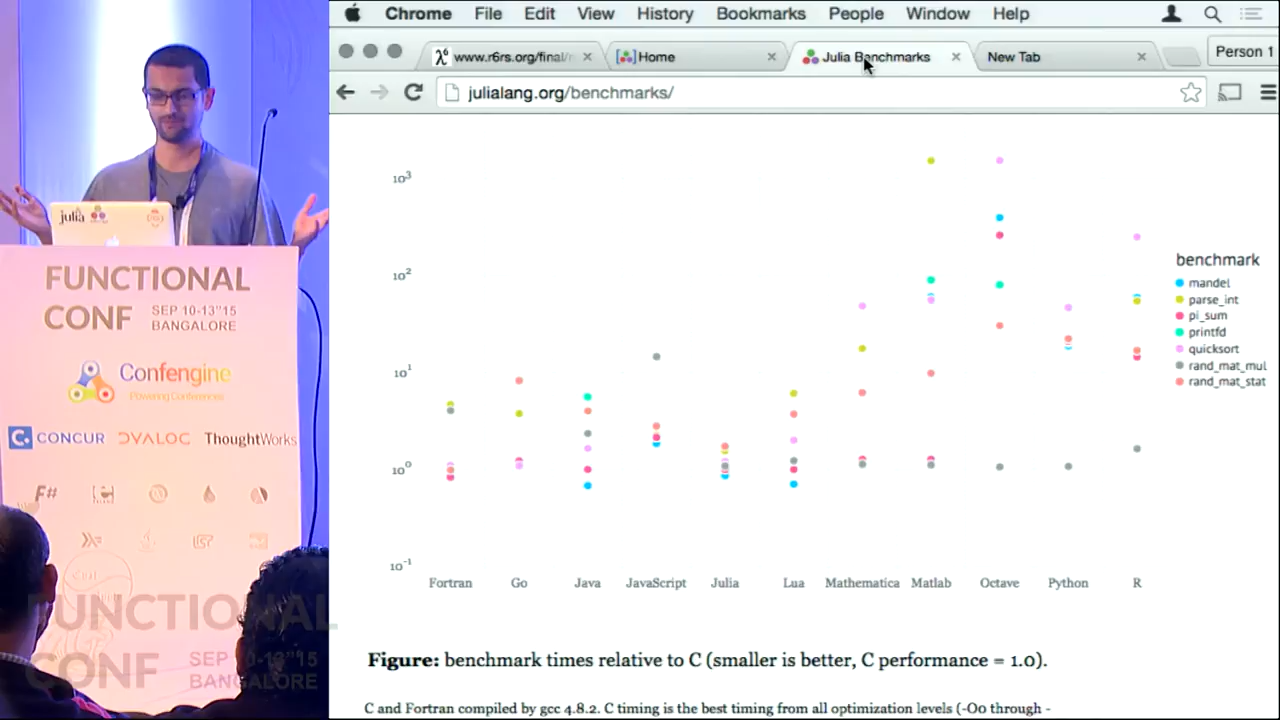 Chrome File Edit View History Bookmarks People Window Help
www.r6rs.org/final/ Home Julia Benchmarks New Tab Person 1
julialang.org/benchmarks/
10³
10²
10¹
10⁰
10⁻¹
benchmark
mandel
parse_int
pi_sum
printfd
quicksort
rand_mat_mul
rand_mat_stat
Fortran Go Java JavaScript Julia Lua Mathematica Matlab Octave Python R
Figure: benchmark times relative to C (smaller is better, C performance = 1.0).
C and Fortran compiled by gcc 4.8.2. C timing is the best timing from all optimization levels (-O0 through -
julia
FUNCTIONAL
CONF SEP 10-13"15
BANGALORE
Confengine
Powering Conferences
CONCUR DYALOC ThoughtWorks
F#
FUNCTIONAL
CONF SEP 10-13"15
BANGALORE